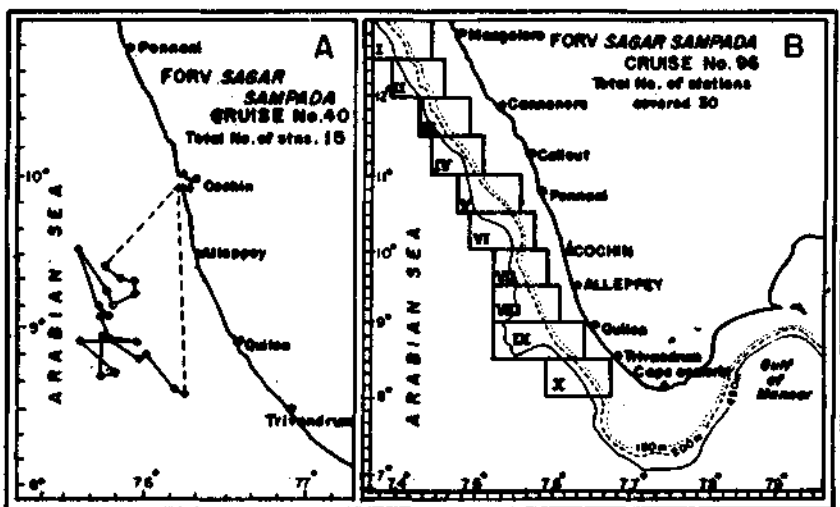 A
Ponnani
FORV SAGAR
SAMPADA
CRUISE No.40
Total No. of stns. 15
10°
Cochin
Alleppey
9°
Quilon
Trivandrum
ARABIAN SEA
8°
76°
77°
B
Mangalore
FORV SAGAR SAMPADA
CRUISE No. 96
Total No. of stations
covered 30
I
II
12°
Cannanore
Calicut
IV
11°
Ponnani
V
VI
10°
COCHIN
VII
ALLEPPEY
VIII
9°
Quilon
IX
Trivandrum
X
8°
Gulf
of
Mannar
ARABIAN SEA
180m
7°
74°
75°
76°
77°
78°
79°